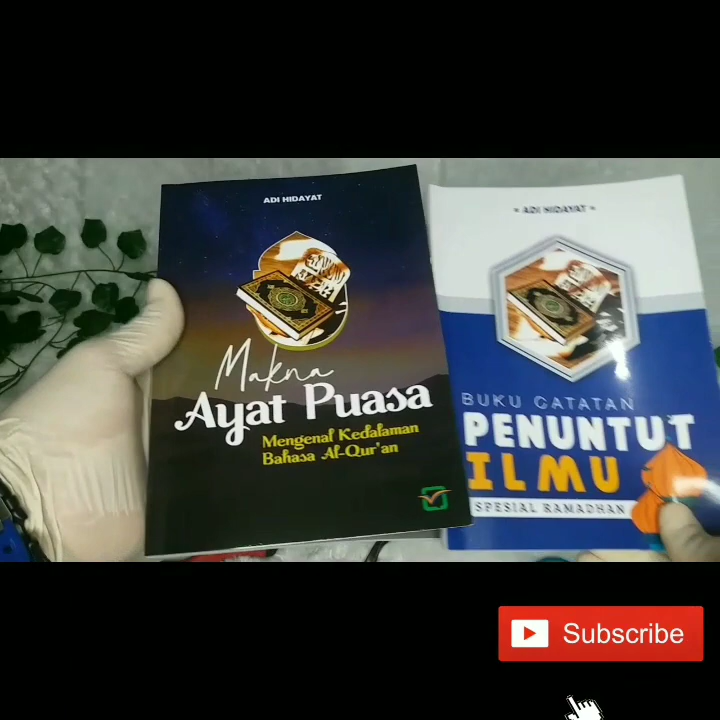 ADI HIDAYAT
Makna
Ayat Puasa
Mengenal Kedalaman
Bahasa Al-Qur'an
• ADI HIDAYAT •
BUKU CATATAN
PENUNTUT
ILMU
SPESIAL RAMADHAN
Subscribe